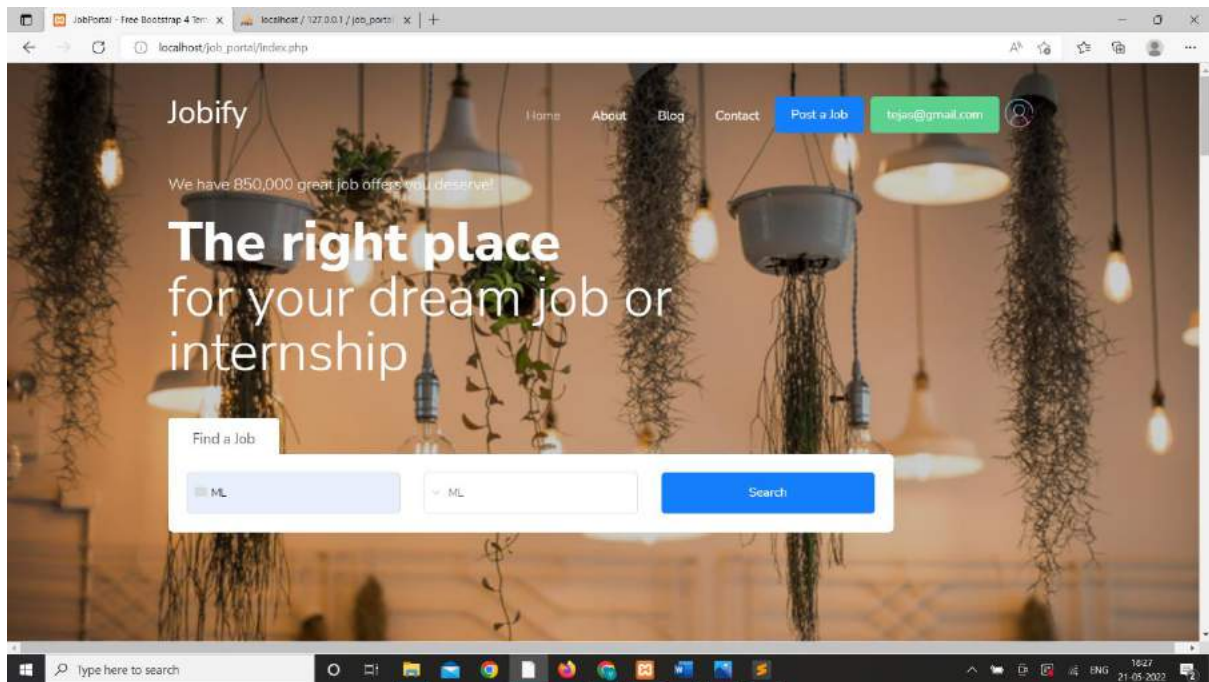 JobPortal - Free Bootstrap 4 Tem
localhost / 127.0.0.1 / job_portal
localhost/job_portal/index.php
Jobify
Home About Blog Contact Post a Job tejas@gmail.com
We have 850,000 great job offers you deserve!
The right place
for your dream job or
internship
Find a Job
ML ML Search
Type here to search
ENG
18:27
21-05-2022